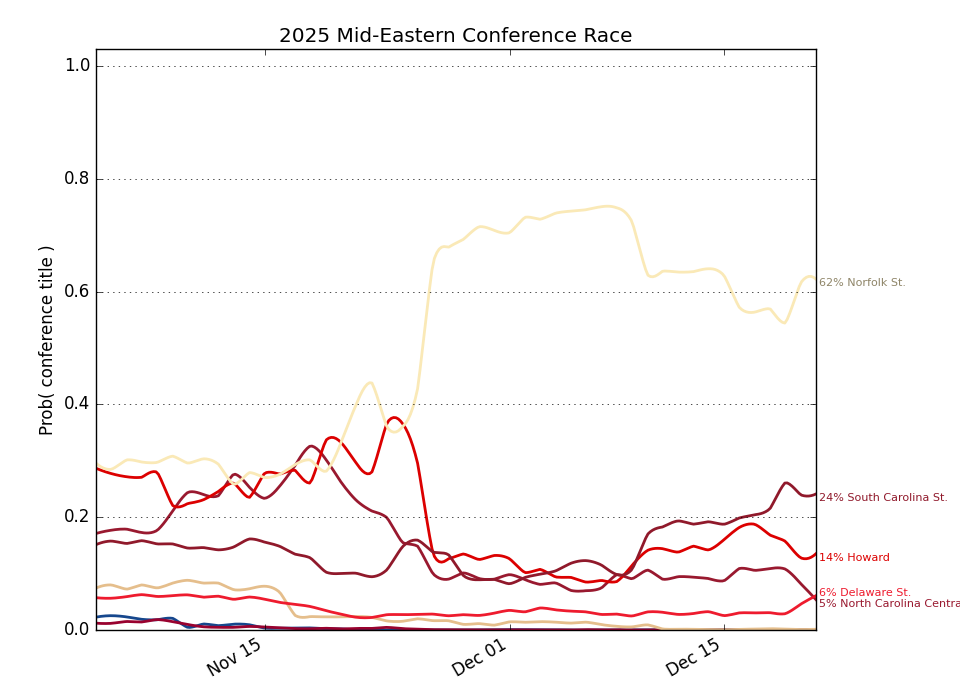 2025 Mid-Eastern Conference Race
1.0
0.8
0.6
0.4
0.2
0.0
Prob( conference title )
Nov 15
Dec 01
Dec 15
62% Norfolk St.
24% South Carolina St.
14% Howard
6% Delaware St.
5% North Carolina Centra